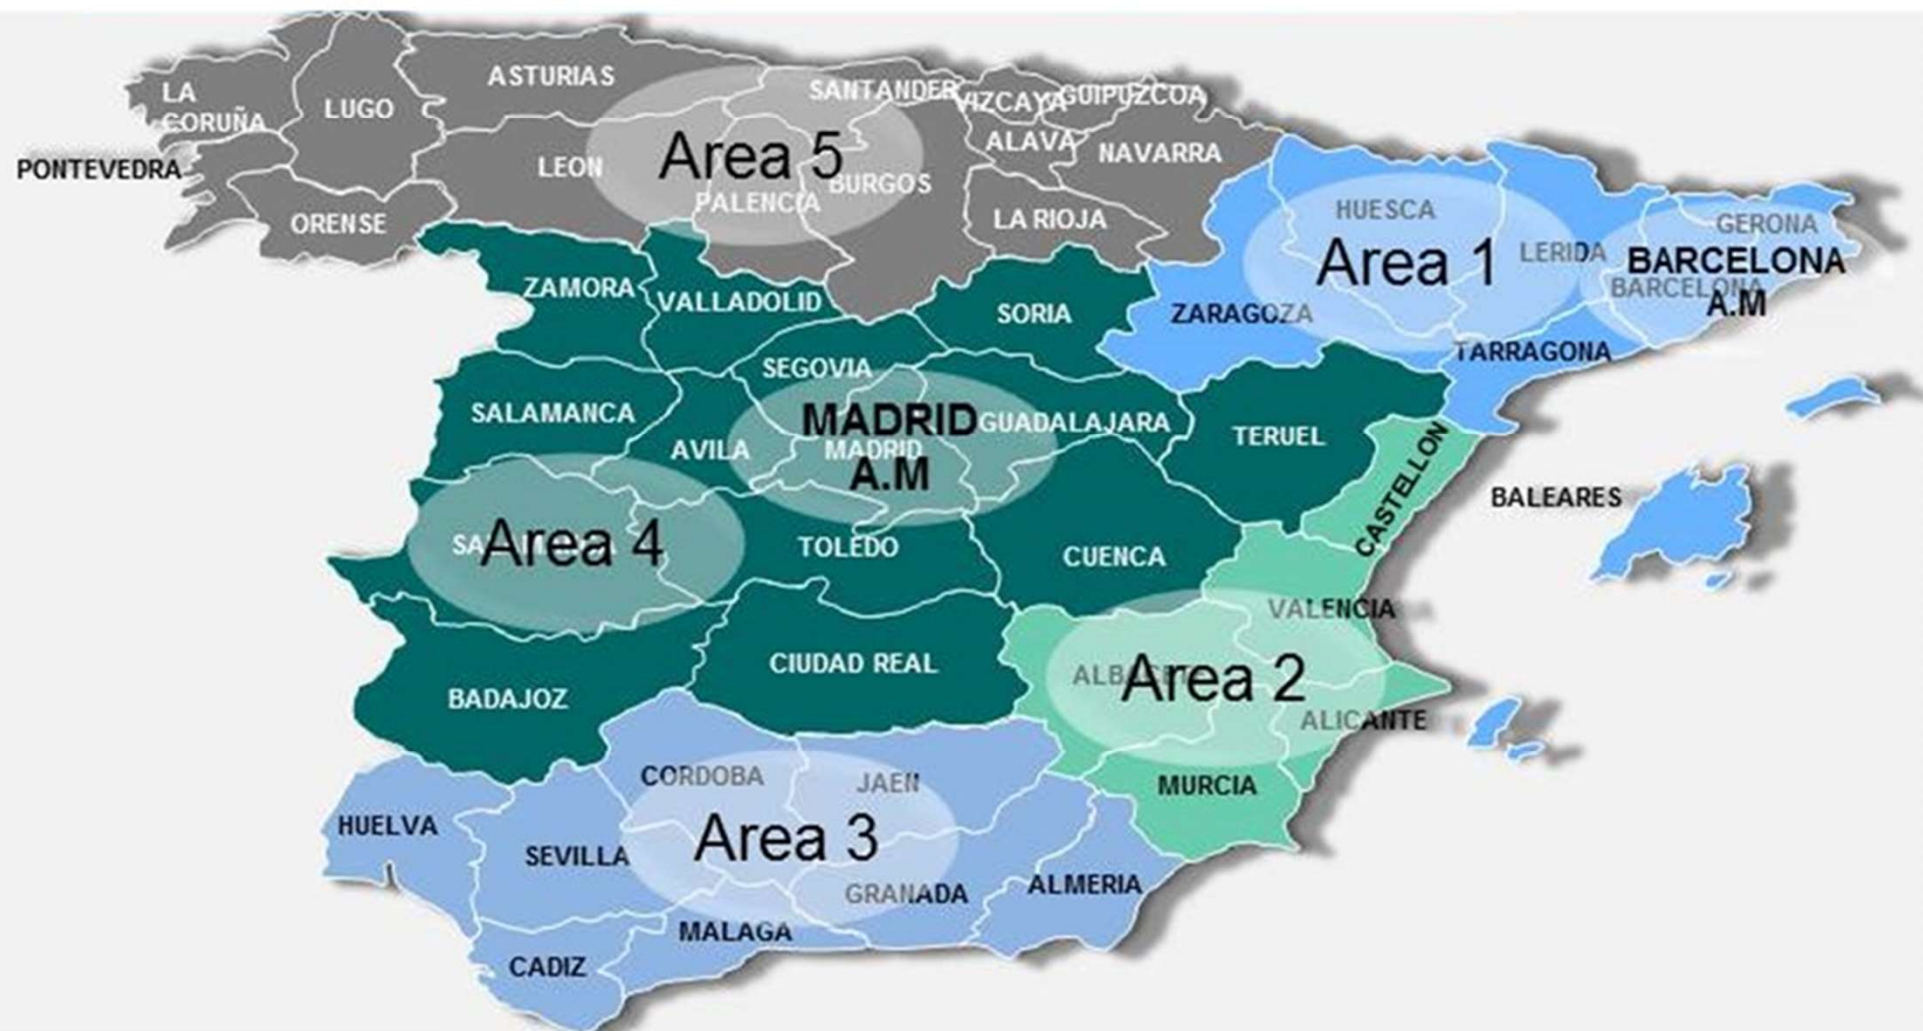 ASTURIAS
SANTANDER
VIZCAYA
GUIPUZCOA
LA
CORUÑA
LUGO
ALAVA
NAVARRA
PONTEVEDRA
LEON
Area 5
BURGOS
PALENCIA
ORENSE
LA RIOJA
HUESCA
GERONA
Area 1
LERIDA
BARCELONA
BARCELONA
A.M
ZAMORA
VALLADOLID
SORIA
ZARAGOZA
TARRAGONA
SEGOVIA
SALAMANCA
MADRID
GUADALAJARA
AVILA
MADRID
A.M
TERUEL
CASTELLON
BALEARES
Area 4
TOLEDO
CUENCA
VALENCIA
CIUDAD REAL
Area 2
BADAJOZ
ALICANTE
CORDOBA
JAEN
MURCIA
HUELVA
SEVILLA
Area 3
GRANADA
ALMERIA
MALAGA
CADIZ